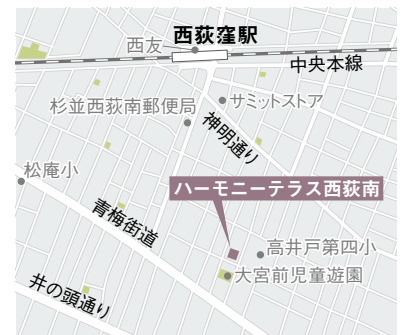 西荻窪駅
西友
中央本線
サミットストア
杉並西荻南郵便局
神明通り
松庵小
ハーモニーテラス西荻南
青梅街道
高井戸第四小
大宮前児童遊園
井の頭通り